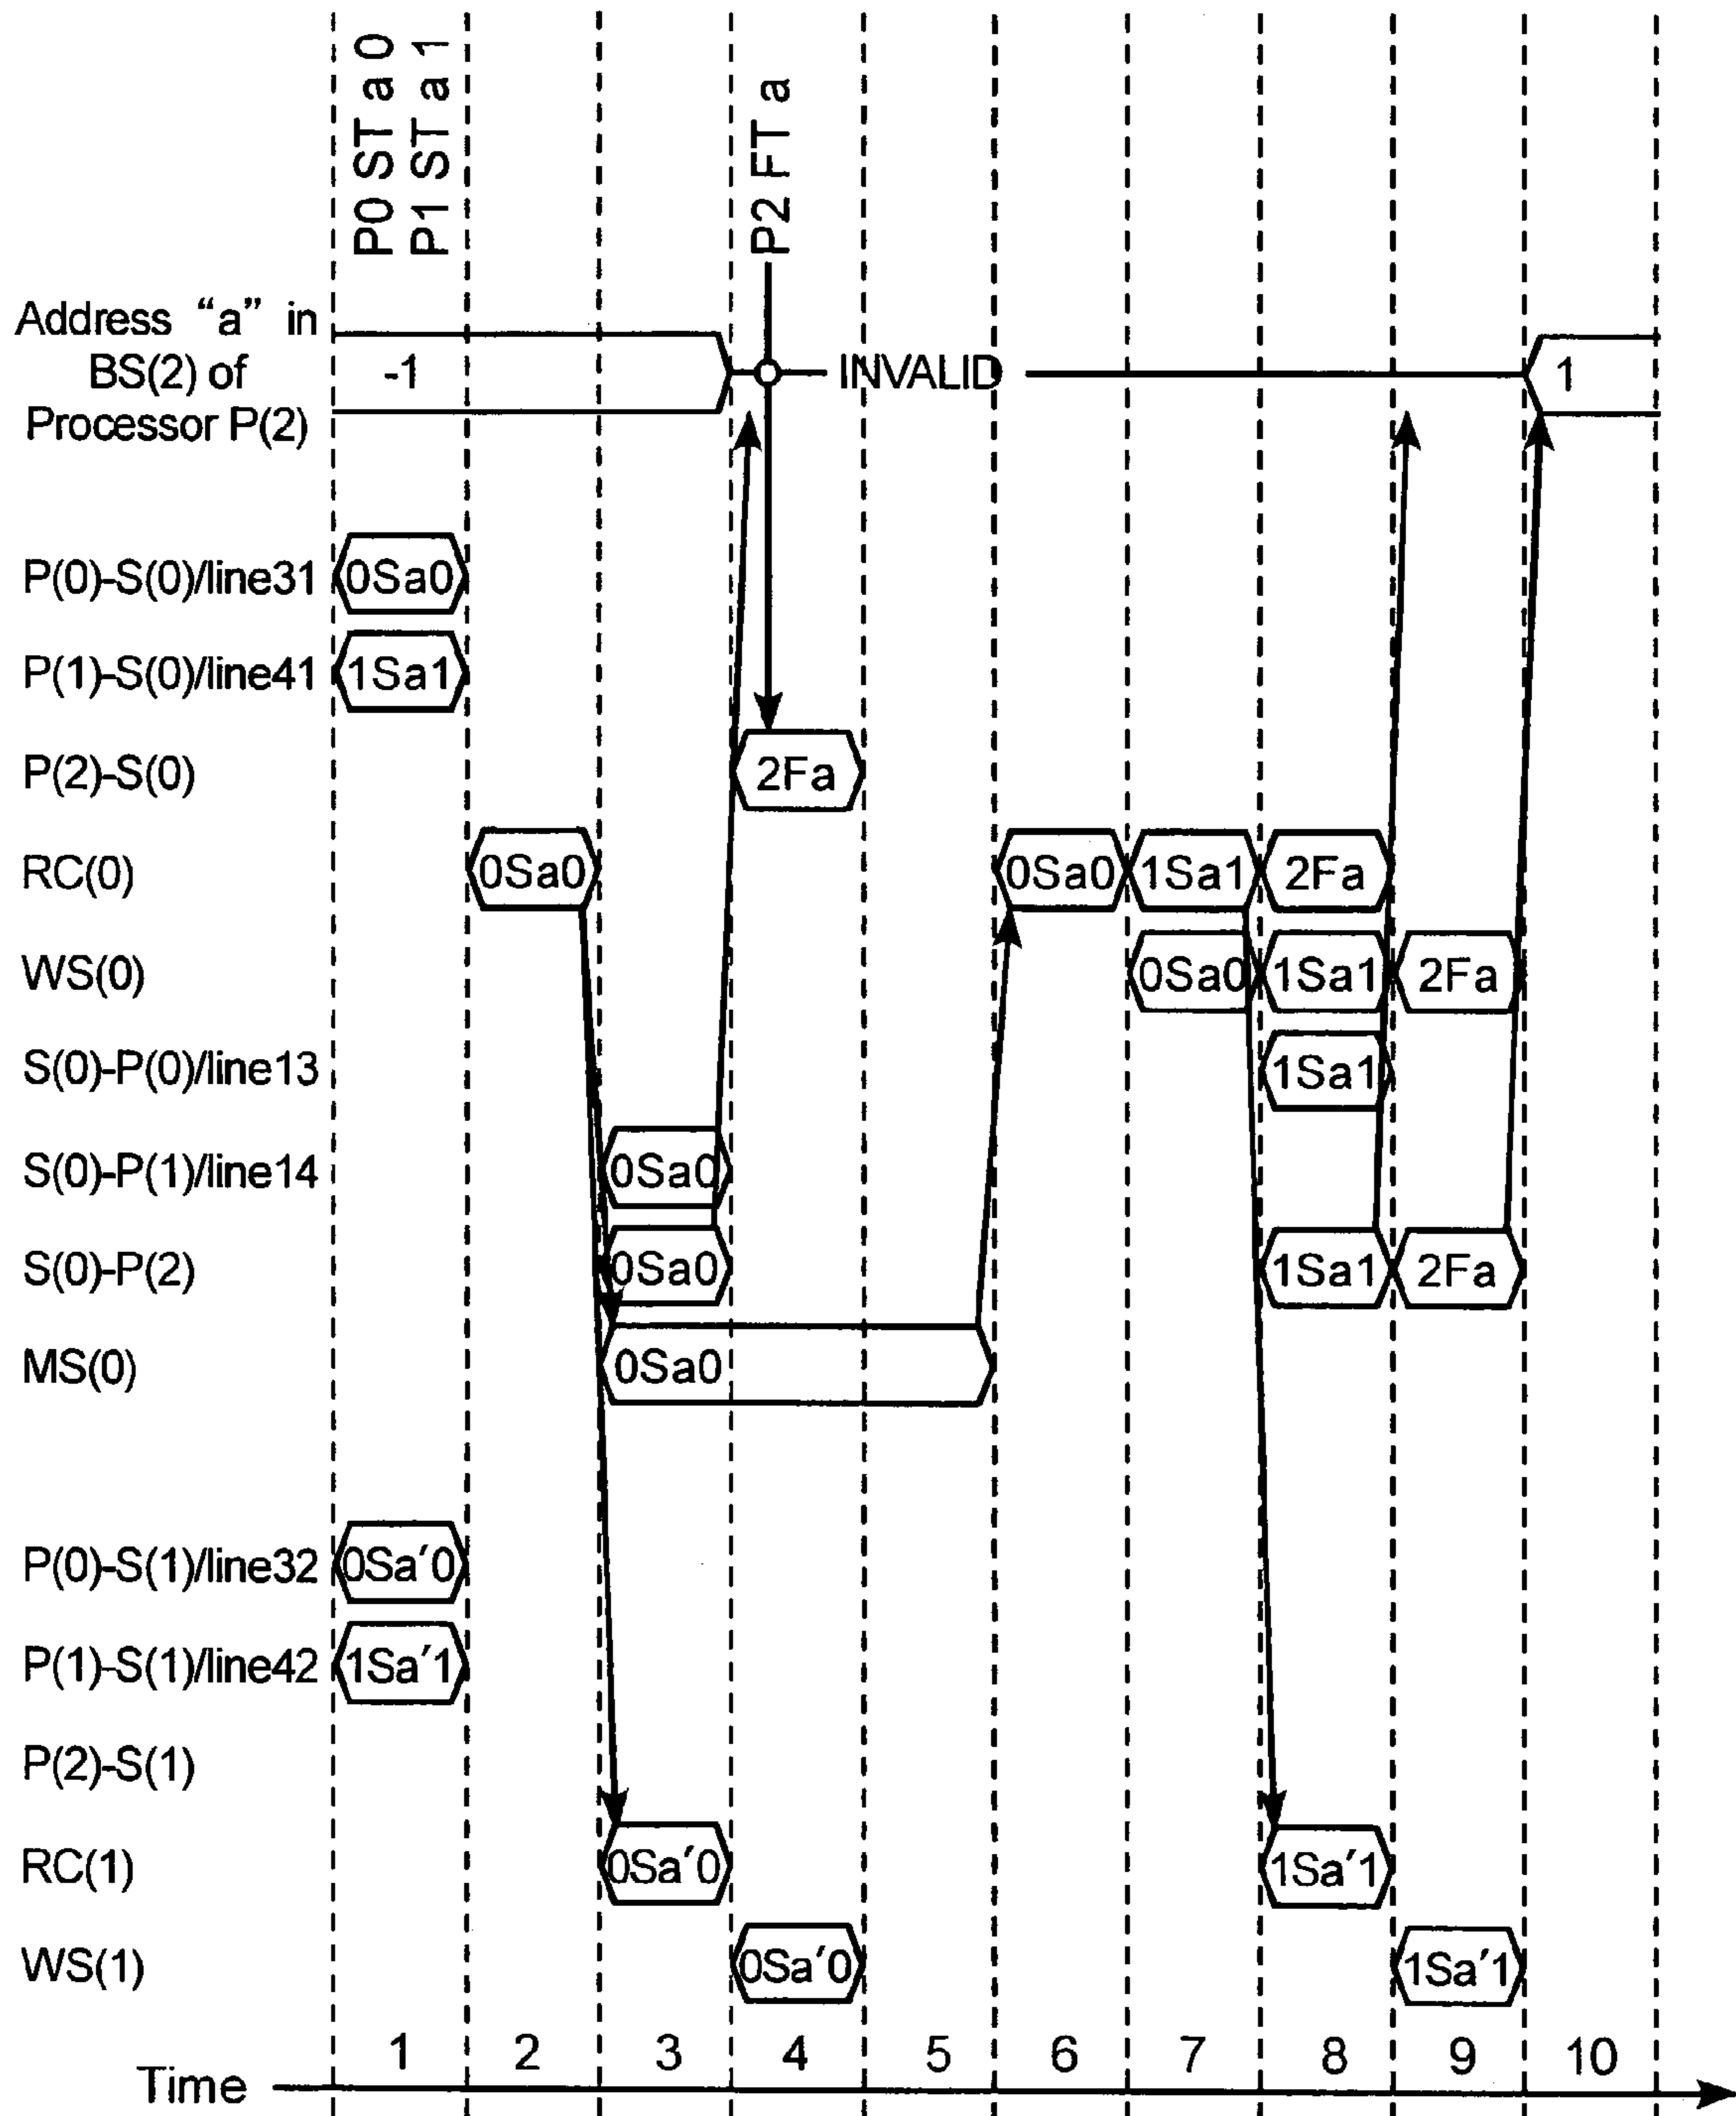 P0 ST a 0
P1 ST a 1
P2 FT a
Address “a” in
BS(2) of
Processor P(2)
-1
INVALID
1
P(0)-S(0)/line31 0Sa0
P(1)-S(0)/line41 1Sa1
P(2)-S(0) 2Fa
RC(0) 0Sa0 0Sa0 1Sa1 2Fa
WS(0) 0Sa0 1Sa1 2Fa
S(0)-P(0)/line13 1Sa1
S(0)-P(1)/line14 0Sa0
S(0)-P(2) 0Sa0 1Sa1 2Fa
MS(0) 0Sa0
P(0)-S(1)/line32 0Sa′0
P(1)-S(1)/line42 1Sa′1
P(2)-S(1)
RC(1) 0Sa′0 1Sa′1
WS(1) 0Sa′0 1Sa′1
Time 1 2 3 4 5 6 7 8 9 10